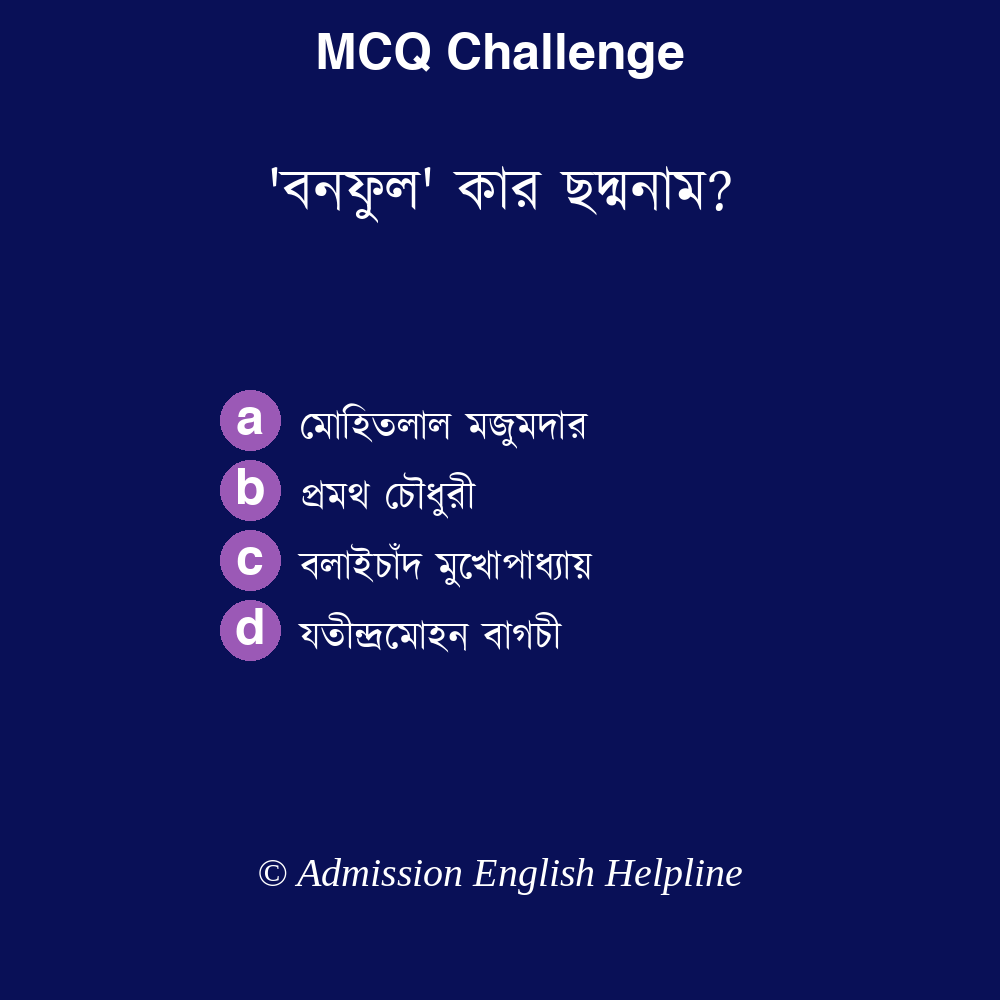 MCQ Challenge
'বনফুল' কার ছদ্মনাম?
a মোহিতলাল মজুমদার
b প্রমথ চৌধুরী
c বলাইচাঁদ মুখোপাধ্যায়
d যতীন্দ্রমোহন বাগচী
© Admission English Helpline